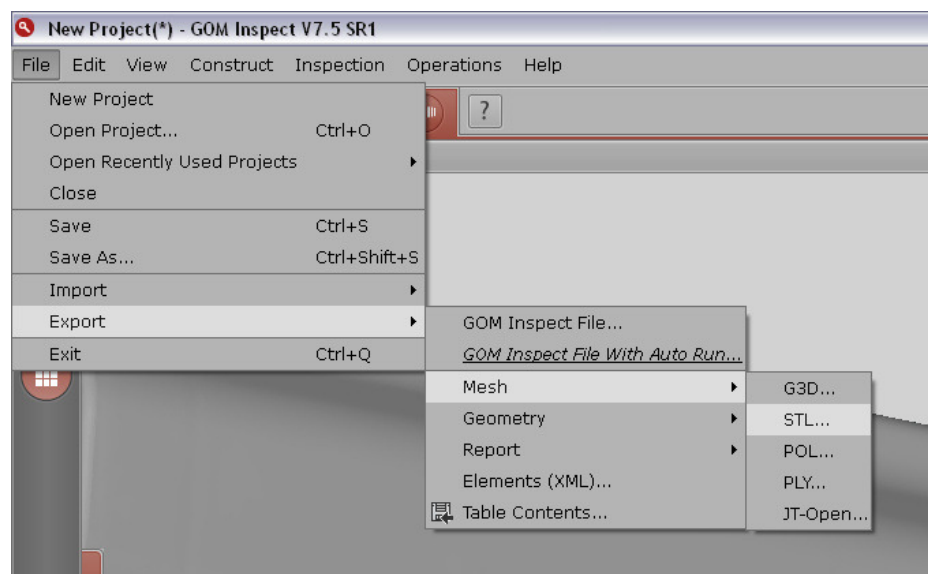 New Project(*) - GOM Inspect V7.5 SR1
File Edit View Construct Inspection Operations Help
New Project
Open Project... Ctrl+O
?
Open Recently Used Projects
Close
Save Ctrl+S
Save As... Ctrl+Shift+S
Import
Export
Exit Ctrl+Q
GOM Inspect File...
GOM Inspect File With Auto Run...
Mesh
Geometry
Report
Elements (XML)...
Table Contents...
G3D...
STL...
POL...
PLY...
JT-Open...